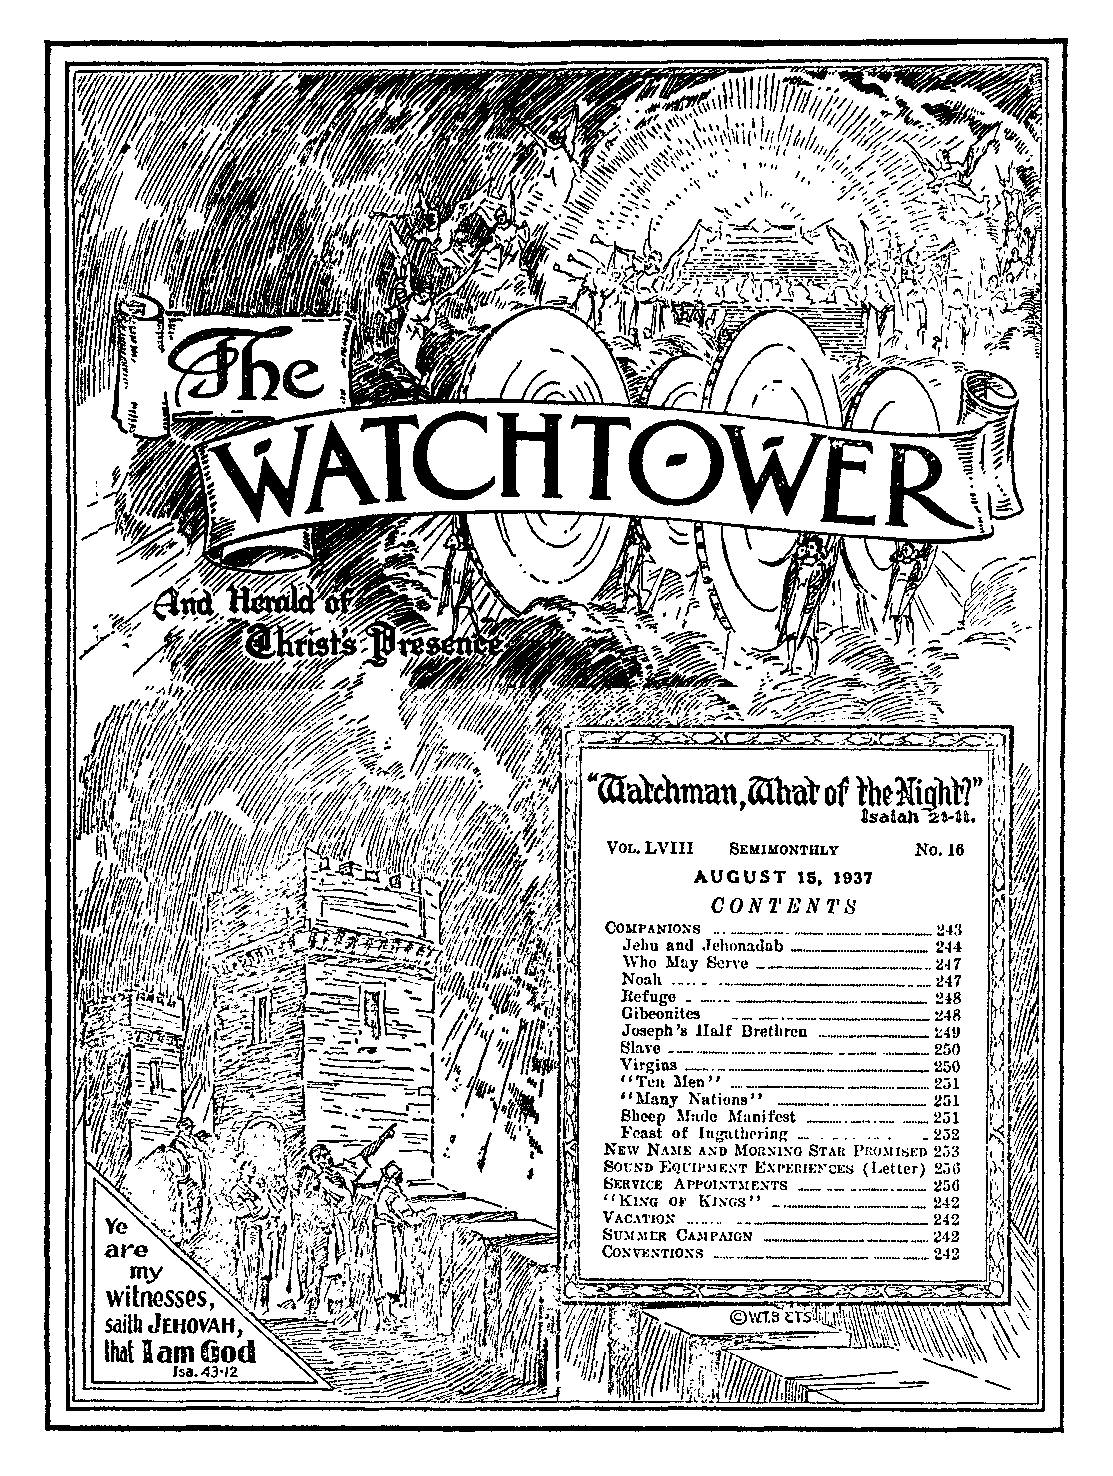 The
WATCHTOWER
And Herald of
Christ's Presence
"Watchman, What of the Night?"
Isaiah 21-11.
VOL. LVIII SEMIMONTHLY No. 16
AUGUST 15, 1937
CONTENTS
COMPANIONS 243
Jehu and Jehonadab 244
Who May Serve 247
Noah 247
Refuge 248
Gibeonites 248
Joseph's Half Brethren 249
Slave 250
Virgins 250
"Ten Men" 251
"Many Nations" 251
Sheep Made Manifest 251
Feast of Ingathering 252
NEW NAME AND MORNING STAR PROMISED 253
SOUND EQUIPMENT EXPERIENCES (Letter) 256
SERVICE APPOINTMENTS 256
"KING OF KINGS" 242
VACATION 242
SUMMER CAMPAIGN 242
CONVENTIONS 242
©W.T.B. &T.S
Ye
are
my
witnesses,
saith JEHOVAH,
that I am God
Isa. 43-12